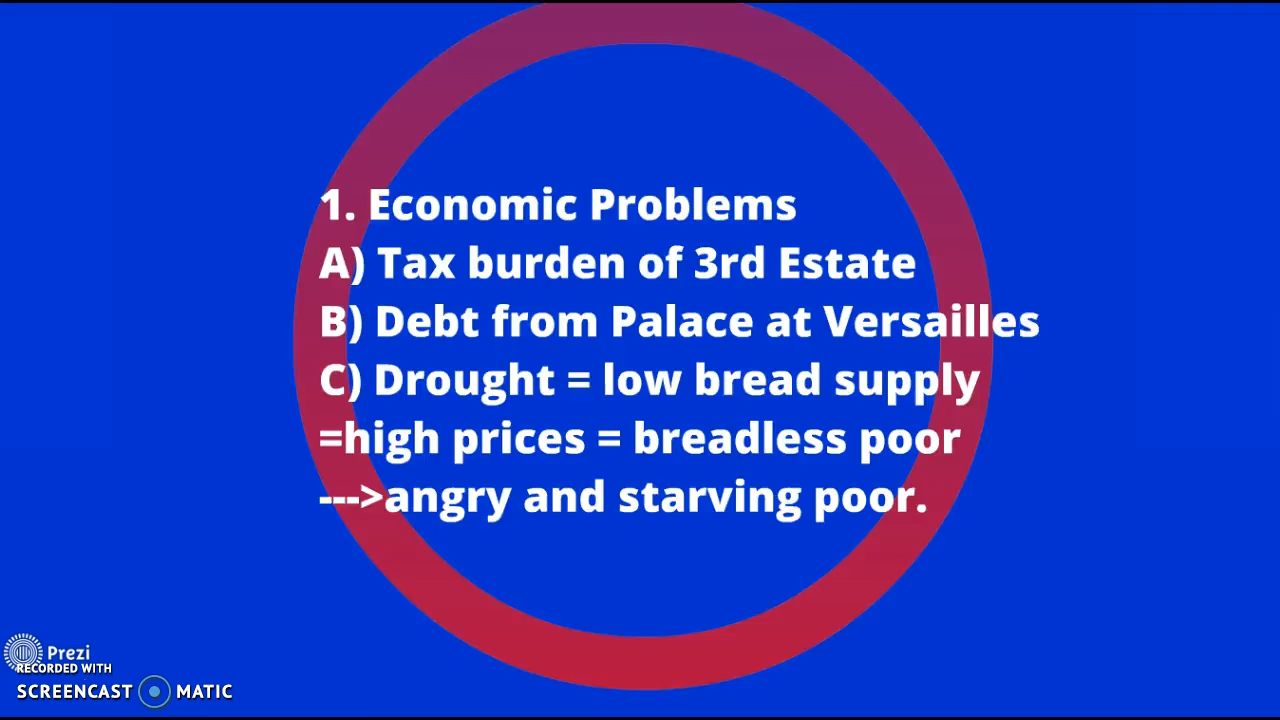 1. Economic Problems
A) Tax burden of 3rd Estate
B) Debt from Palace at Versailles
C) Drought = low bread supply
=high prices = breadless poor
--->angry and starving poor.
Prezi
RECORDED WITH
SCREENCAST MATIC